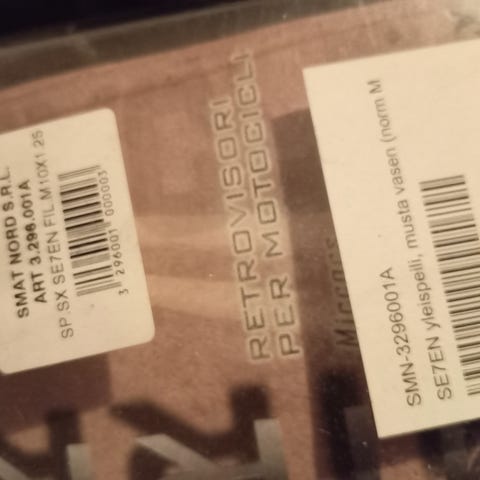 SMAT NORD S.R.L.
ART 3.296.001A
SP.SX SE7EN FIL.M10X1.25
3 296001 000003
RETROVISORI
PER MOTOCICLI
Mirrors
SMN-3296001A
SE7EN yleispeili, musta vasen (norm M